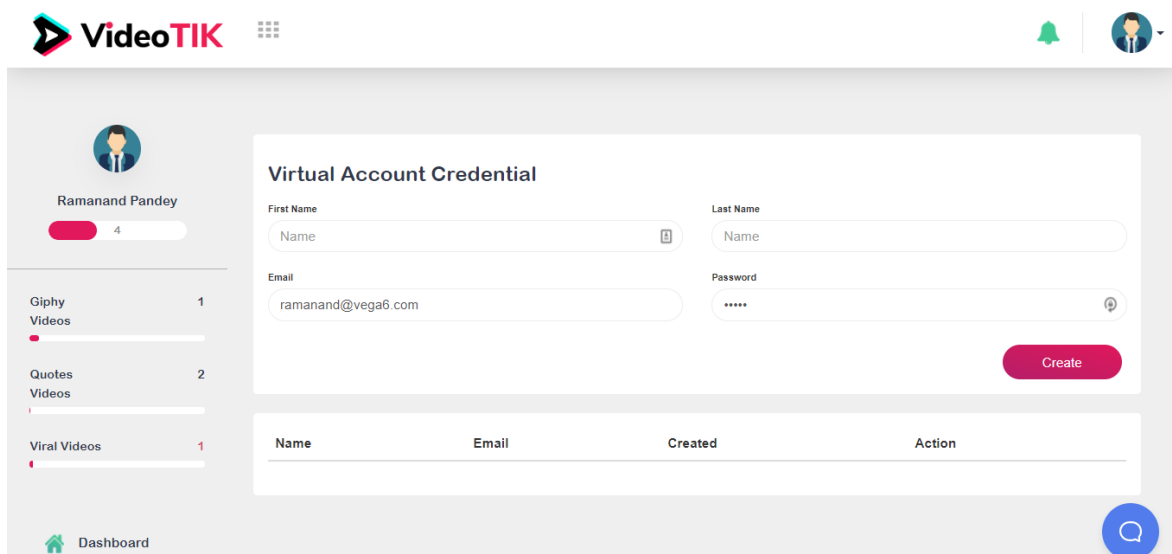 VideoTIK
Ramanand Pandey
4
Giphy Videos 1
Quotes Videos 2
Viral Videos 1
Dashboard
Virtual Account Credential
First Name
Name
Last Name
Name
Email
ramanand@vega6.com
Password
•••••
Create
Name Email Created Action